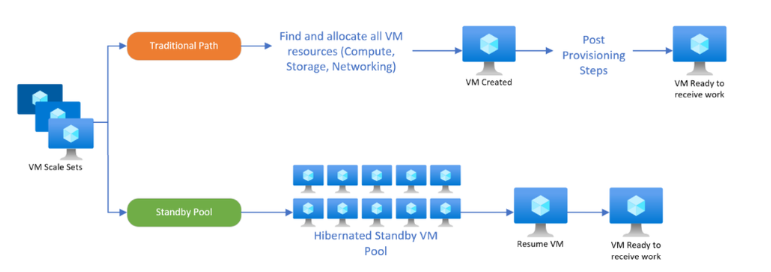 Traditional Path
Find and allocate all VM
resources (Compute,
Storage, Networking)
VM Created
Post
Provisioning
Steps
VM Ready to
receive work
VM Scale Sets
Standby Pool
Hibernated Standby VM
Pool
Resume VM
VM Ready to
receive work